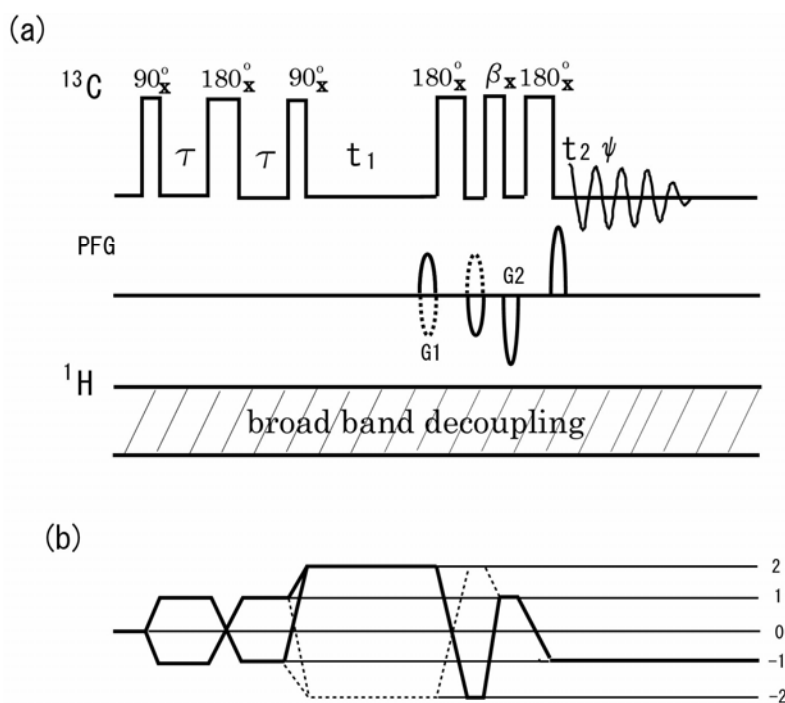 (a)
¹³C 90°x 180°x 90°x 180°x βx 180°x
τ τ t₁ t₂ ψ
PFG
G2
G1
¹H
broad band decoupling
(b)
2
1
0
-1
-2